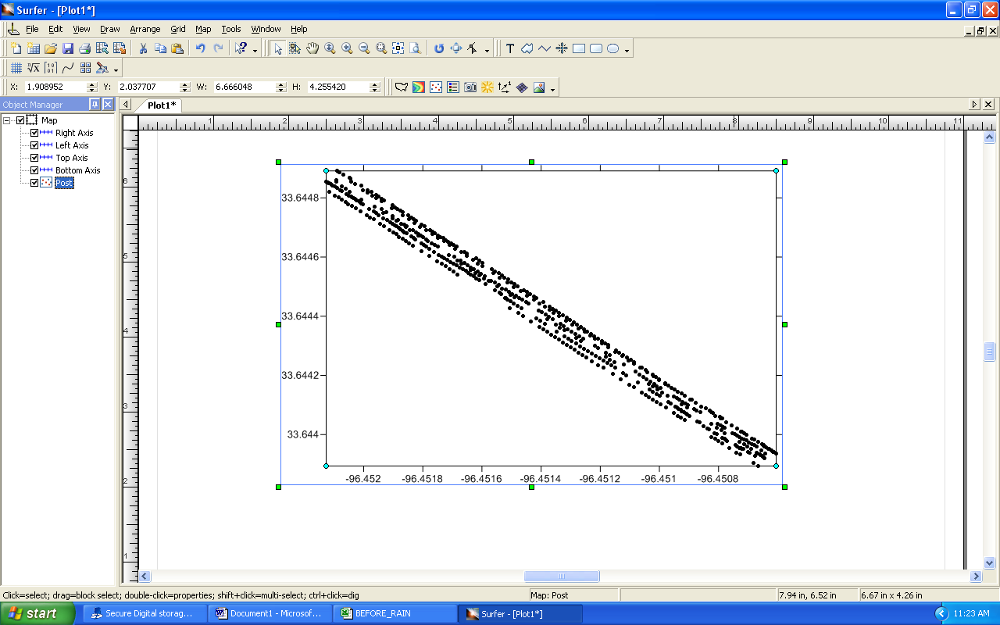 Surfer - [Plot1*]
File Edit View Draw Arrange Grid Map Tools Window Help
X: 1.908952 Y: 2.037707 W: 6.666048 H: 4.255420
Object Manager
Plot1*
Map
Right Axis
Left Axis
Top Axis
Bottom Axis
Post
1 2 3 4 5 6 7 8 9 10 11
6
5
4
3
2
1
33.6448
33.6446
33.6444
33.6442
33.644
-96.452 -96.4518 -96.4516 -96.4514 -96.4512 -96.451 -96.4508
Click=select; drag=block select; double-click=properties; shift+click=multi-select; ctrl+click=dig
Map: Post
7.94 in, 6.52 in
6.67 in x 4.26 in
start
Secure Digital storag...
Document1 - Microsof...
BEFORE_RAIN
Surfer - [Plot1*]
11:23 AM